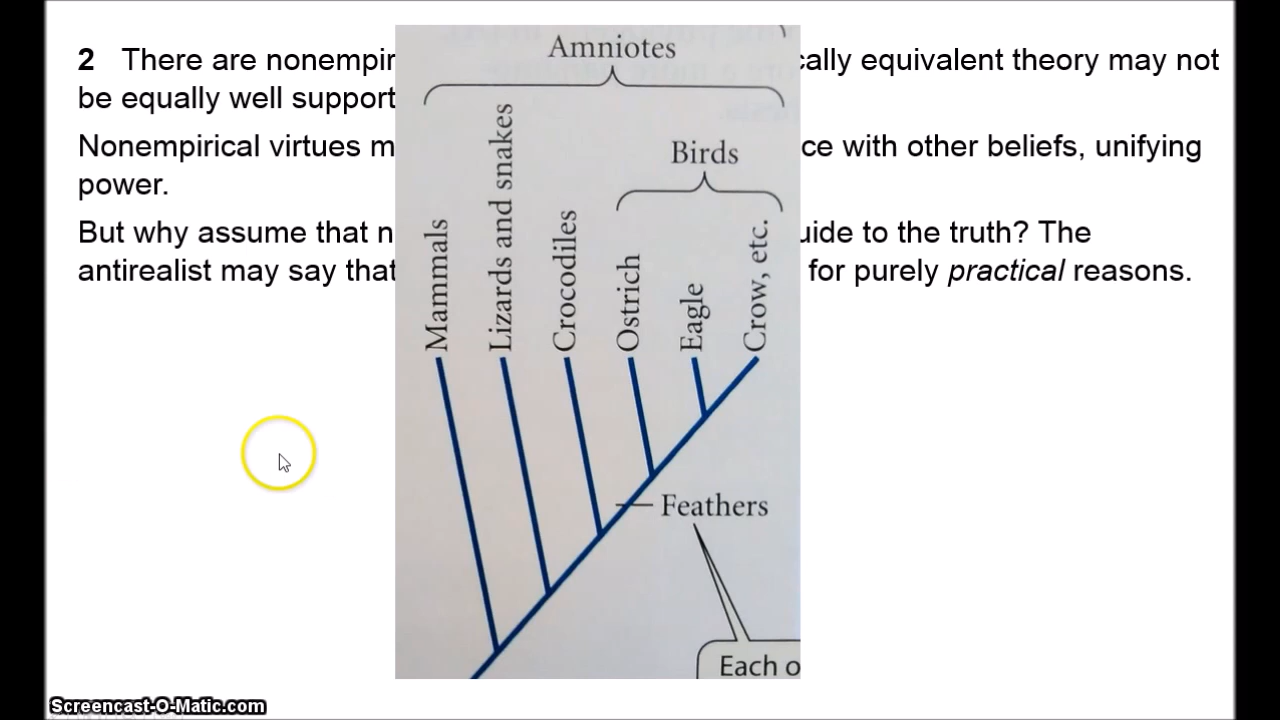 2 There are nonempir
cally equivalent theory may not
be equally well support
Nonempirical virtues m
ce with other beliefs, unifying
power.
But why assume that n
uide to the truth? The
antirealist may say that
for purely practical reasons.
Amniotes
Birds
Mammals
Lizards and snakes
Crocodiles
Ostrich
Eagle
Crow, etc.
Feathers
Each o
Screencast-O-Matic.com